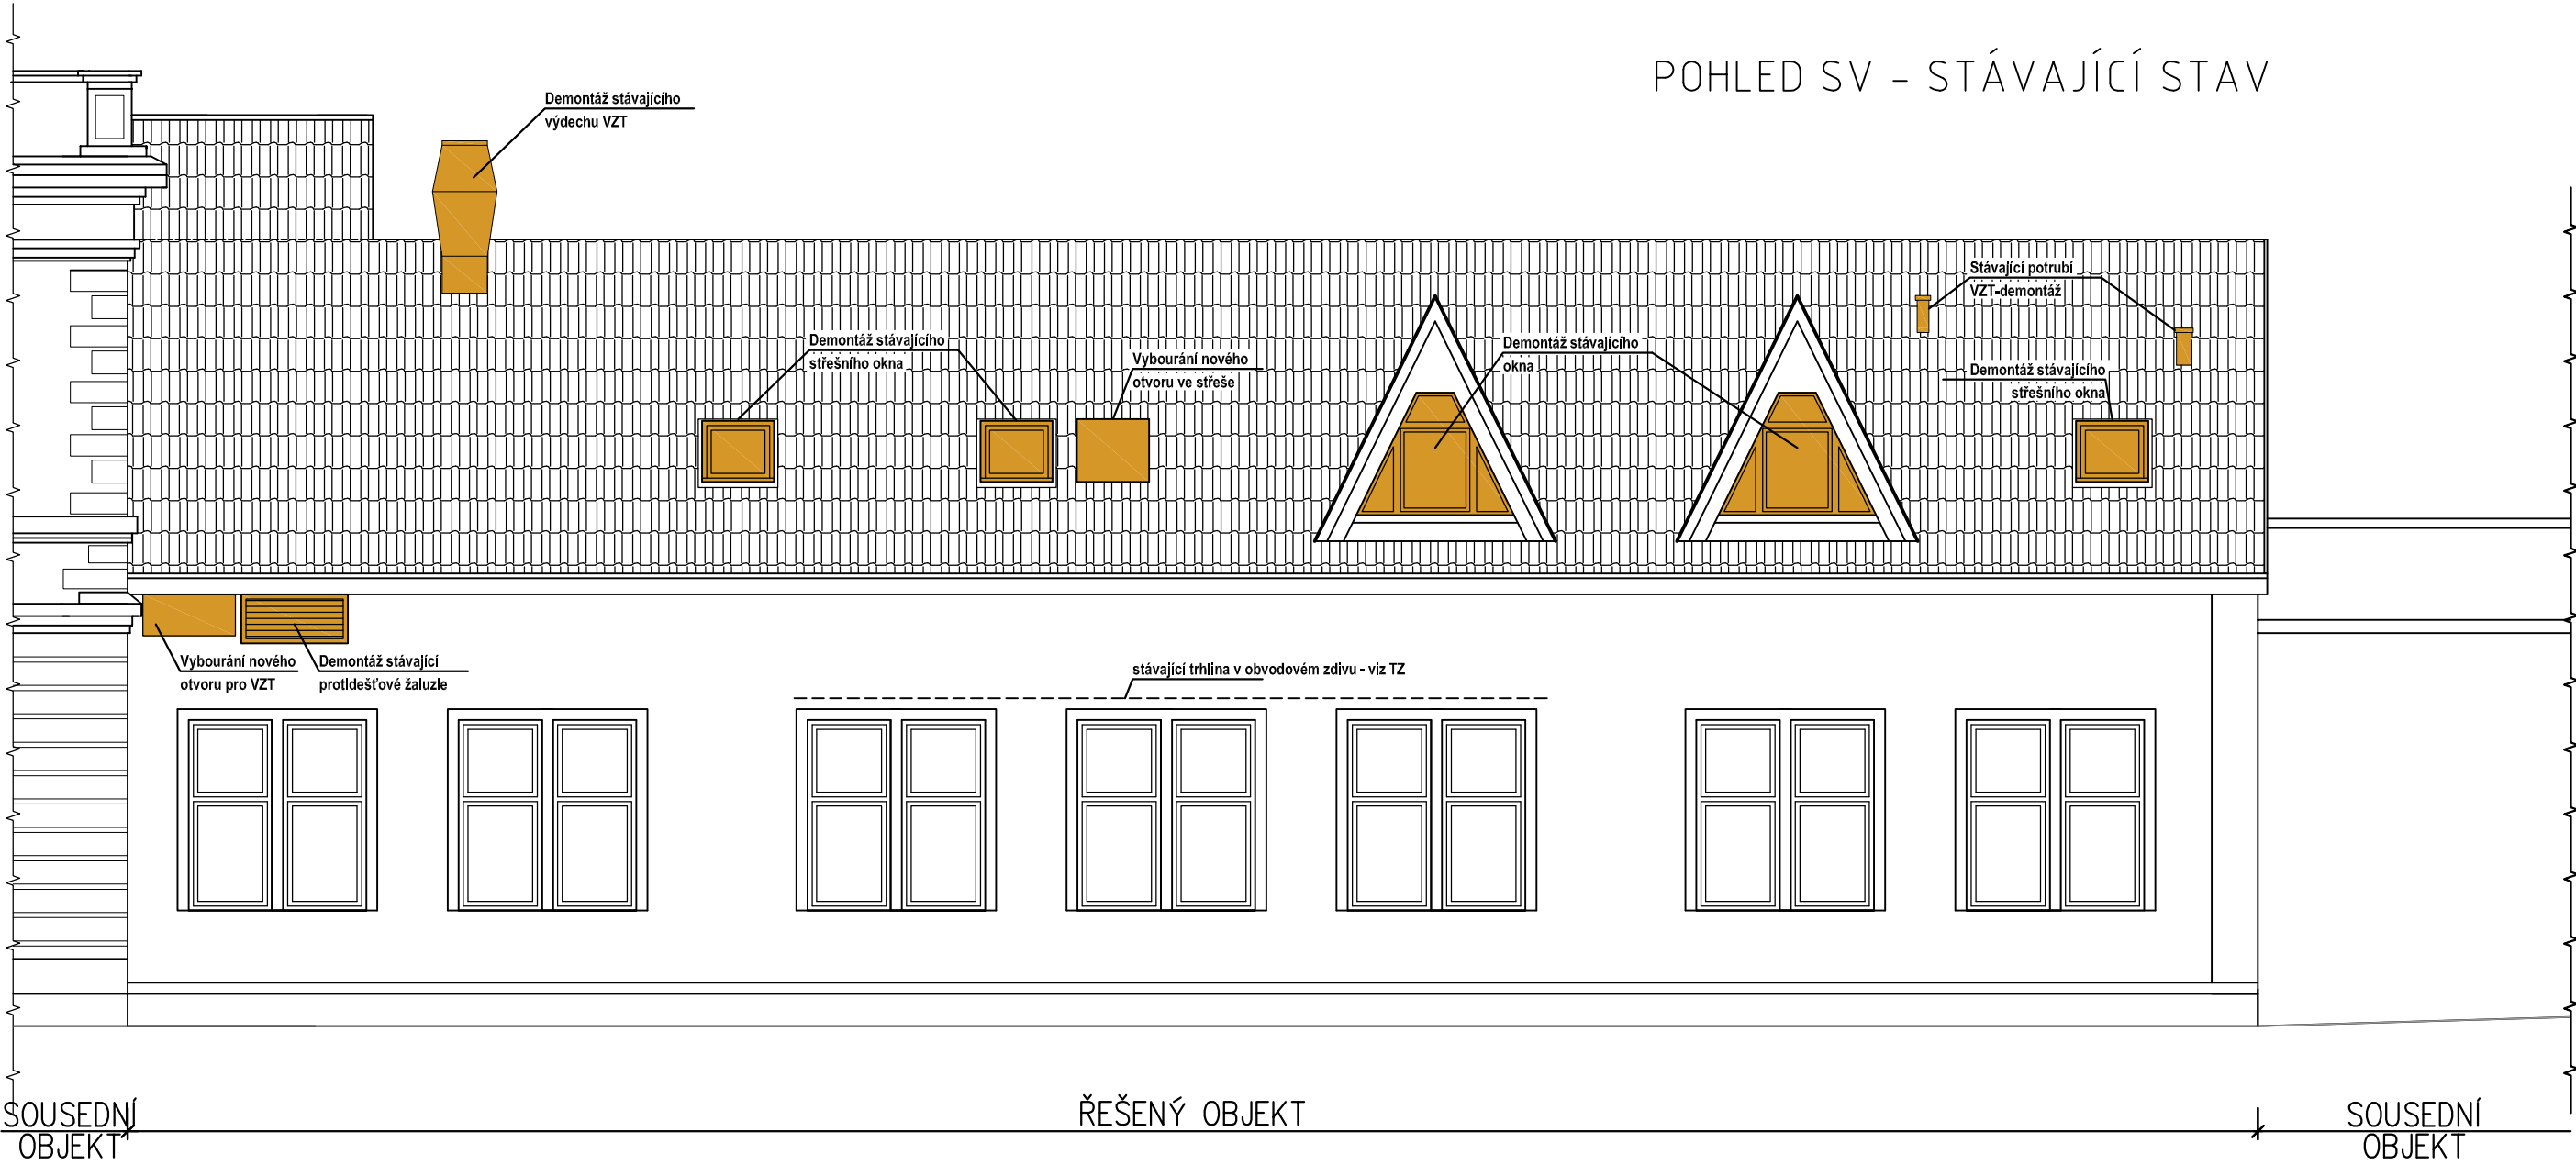 POHLED SV - STÁVAJÍCÍ STAV
Demontáž stávajícího
výdechu VZT
Stávající potrubí
VZT-demontáž
Demontáž stávajícího
střešního okna
Vybourání nového
otvoru ve střeše
Demontáž stávajícího
okna
Demontáž stávajícího
střešního okna
Vybourání nového
otvoru pro VZT
Demontáž stávající
protidešťové žaluzie
stávající trhlina v obvodovém zdivu - viz TZ
SOUSEDNÍ
OBJEKT
ŘEŠENÝ OBJEKT
SOUSEDNÍ
OBJEKT